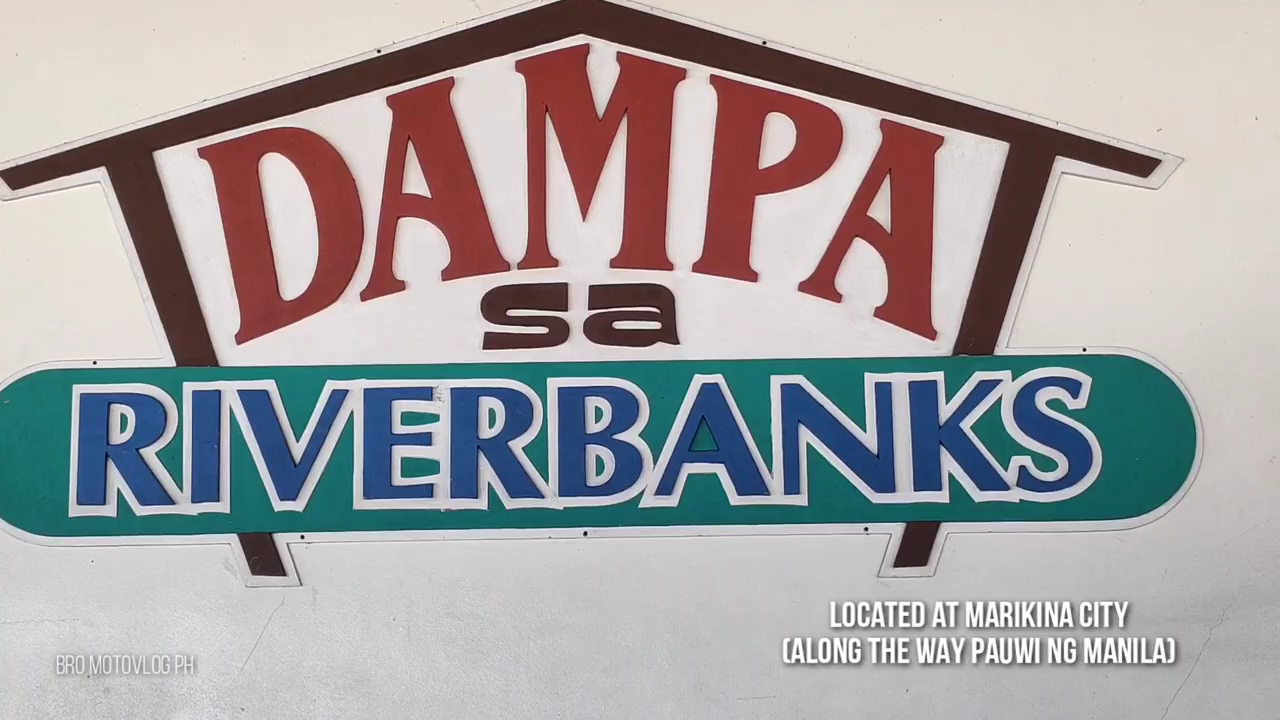 DAMPA
sa
RIVERBANKS
LOCATED AT MARIKINA CITY
(ALONG THE WAY PAUWI NG MANILA)
BRO MOTOVLOG PH